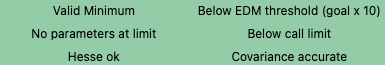 Valid Minimum Below EDM threshold (goal x 10)
No parameters at limit Below call limit
Hesse ok Covariance accurate